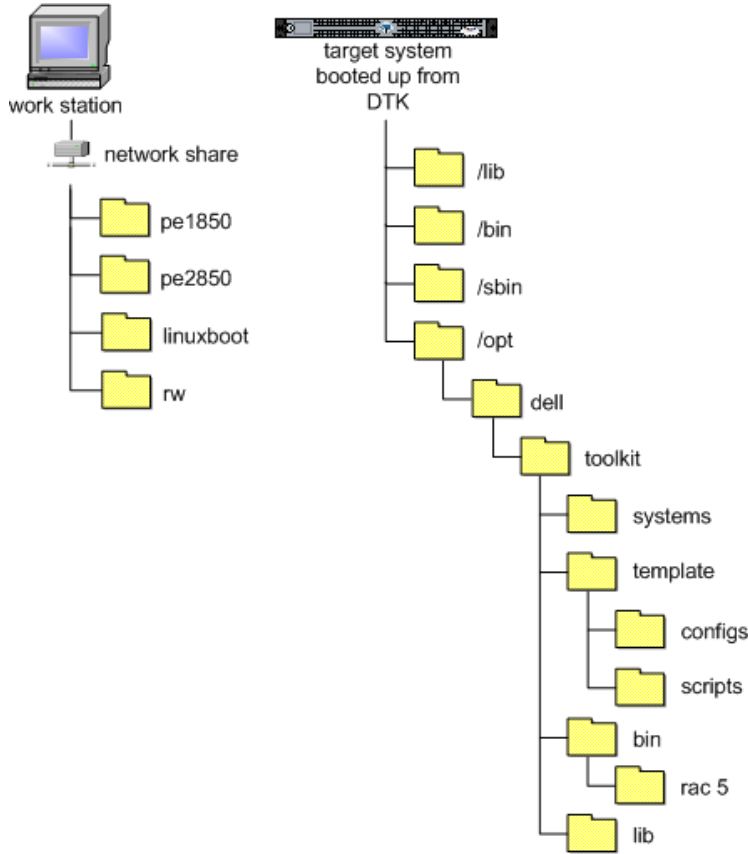 work station
network share
pe1850
pe2850
linuxboot
rw
target system
booted up from
DTK
/lib
/bin
/sbin
/opt
dell
toolkit
systems
template
configs
scripts
bin
rac 5
lib